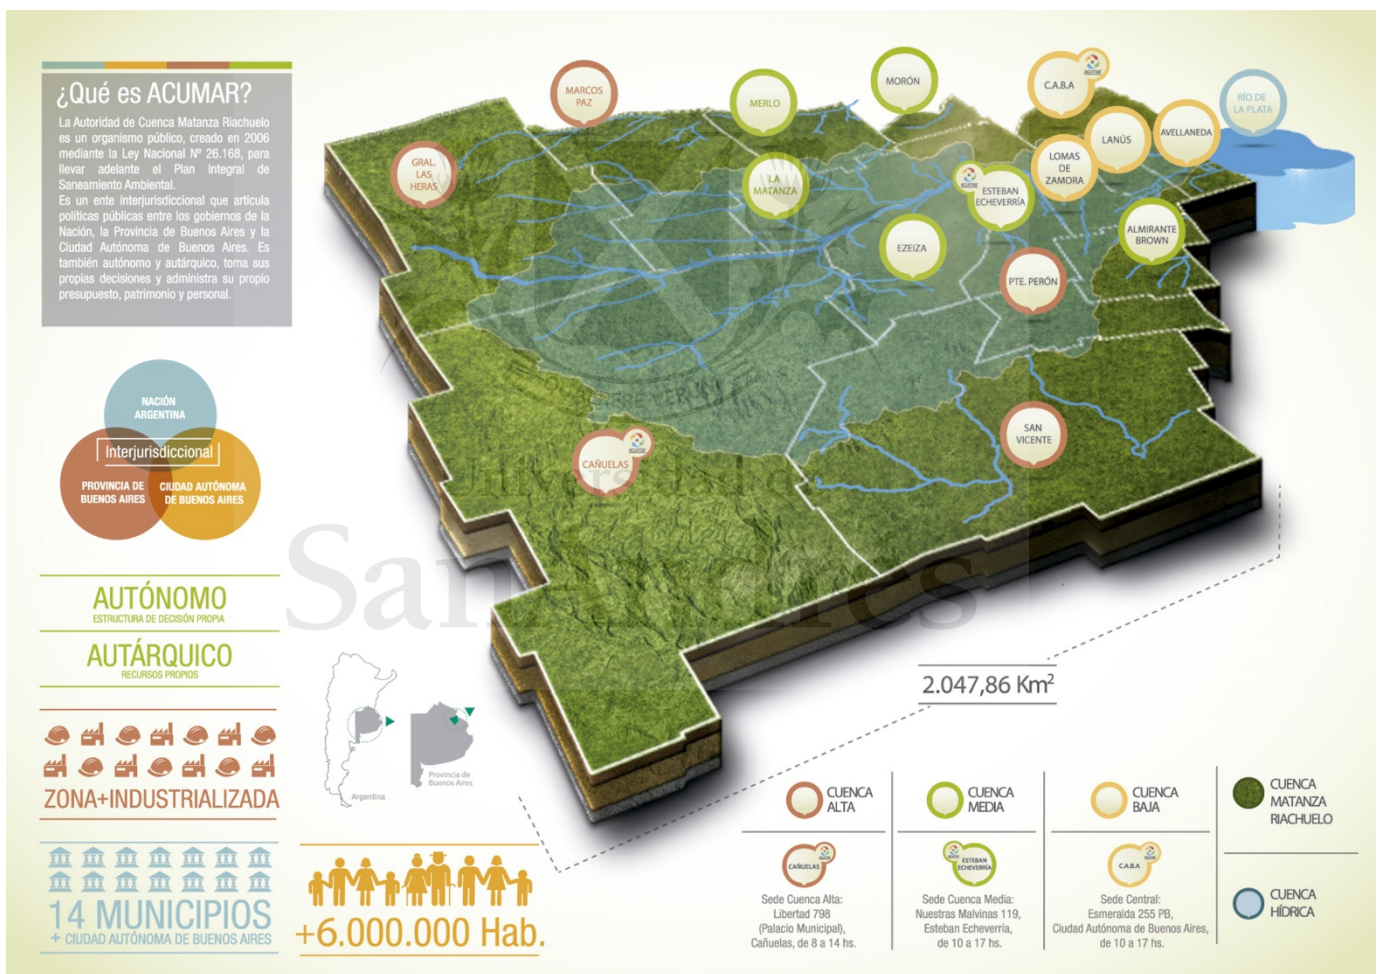 ¿Qué es ACUMAR?
La Autoridad de Cuenca Matanza Riachuelo
es un organismo público, creado en 2006
mediante la Ley Nacional Nº 26.168, para
llevar adelante el Plan Integral de
Saneamiento Ambiental.
Es un ente interjurisdiccional que articula
políticas públicas entre los gobiernos de la
Nación, la Provincia de Buenos Aires y la
Ciudad Autónoma de Buenos Aires. Es
también autónomo y autárquico, toma sus
propias decisiones y administra su propio
presupuesto, patrimonio y personal.
MARCOS
PAZ
MERLO
MORÓN
C.A.B.A
RÍO DE
LA PLATA
GRAL.
LAS
HERAS
LA
MATANZA
ESTEBAN
ECHEVERRÍA
LOMAS
DE
ZAMORA
LANÚS
AVELLANEDA
EZEIZA
ALMIRANTE
BROWN
PTE. PERÓN
SAN
VICENTE
CAÑUELAS
NACIÓN
ARGENTINA
Interjurisdiccional
PROVINCIA DE
BUENOS AIRES
CIUDAD AUTÓNOMA
DE BUENOS AIRES
Universidad de
San Andrés
AUTÓNOMO
ESTRUCTURA DE DECISIÓN PROPIA
AUTÁRQUICO
RECURSOS PROPIOS
ZONA+INDUSTRIALIZADA
14 MUNICIPIOS
+ CIUDAD AUTÓNOMA DE BUENOS AIRES
Argentina
Provincia de
Buenos Aires
+6.000.000 Hab.
2.047,86 Km²
CUENCA
ALTA
CUENCA
MEDIA
CUENCA
BAJA
CUENCA
MATANZA
RIACHUELO
CAÑUELAS
Sede Cuenca Alta:
Libertad 798
(Palacio Municipal),
Cañuelas, de 8 a 14 hs.
ESTEBAN
ECHEVERRÍA
Sede Cuenca Media:
Nuestras Malvinas 119,
Esteban Echeverría,
de 10 a 17 hs.
C.A.B.A
Sede Central:
Esmeralda 255 PB,
Ciudad Autónoma de Buenos Aires,
de 10 a 17 hs.
CUENCA
HÍDRICA